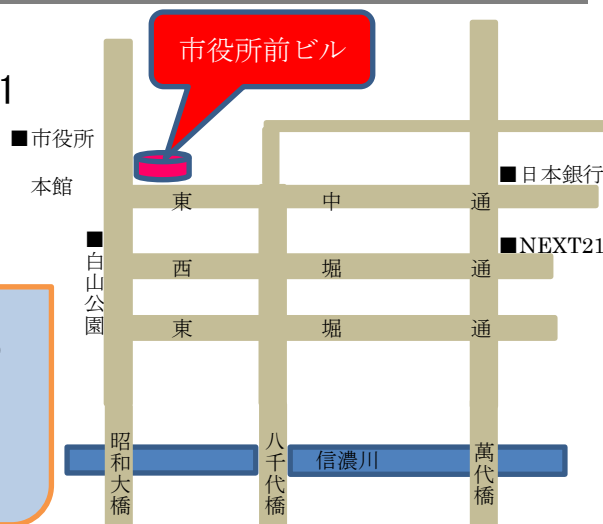 市役所前ビル
1
■市役所
本館
■日本銀行
東中通
■NEXT21
■白山公園
西堀通
東堀通
昭和大橋
八千代橋
信濃川
萬代橋